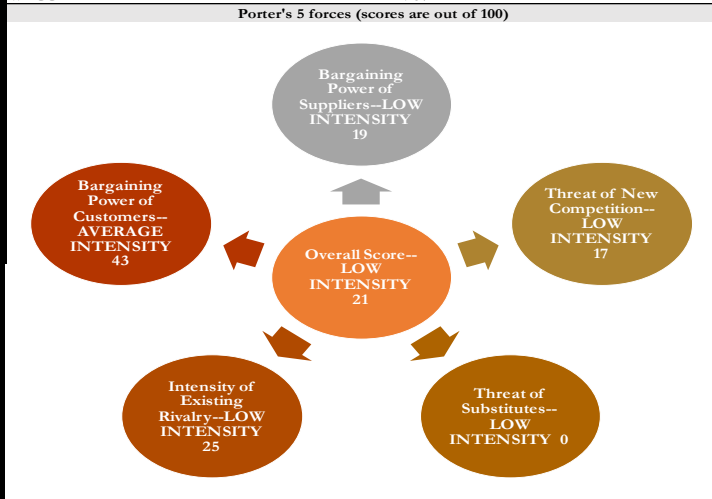 Porter's 5 forces (scores are out of 100)
Bargaining
Power of
Suppliers--LOW
INTENSITY
19
Bargaining
Power of
Customers--
AVERAGE
INTENSITY
43
Threat of New
Competition--
LOW
INTENSITY
17
Overall Score--
LOW
INTENSITY
21
Intensity of
Existing
Rivalry--LOW
INTENSITY
25
Threat of
Substitutes--
LOW
INTENSITY 0